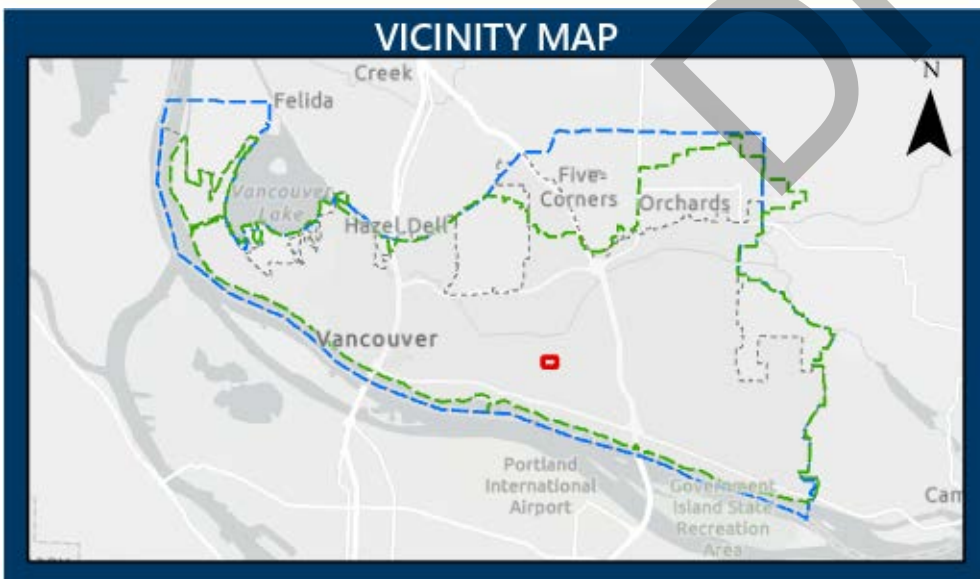 VICINITY MAP
Creek
N
Felida
Vancouver
Lake
Five
Corners
Orchards
Hazel Dell
Vancouver
Portland
International
Airport
Government
Island State
Recreation
Area
Cam